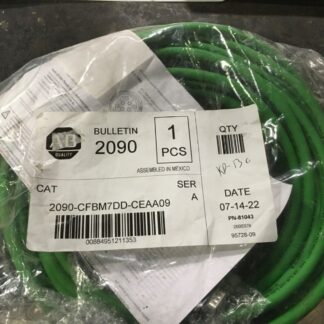 AB
QUALITY
BULLETIN
2090
1
PCS
QTY
ASSEMBLED IN MEXICO
CAT
SER
A
2090-CFBM7DD-CEAA09
00884951211353
DATE
07-14-22
PN-81043
95728-09